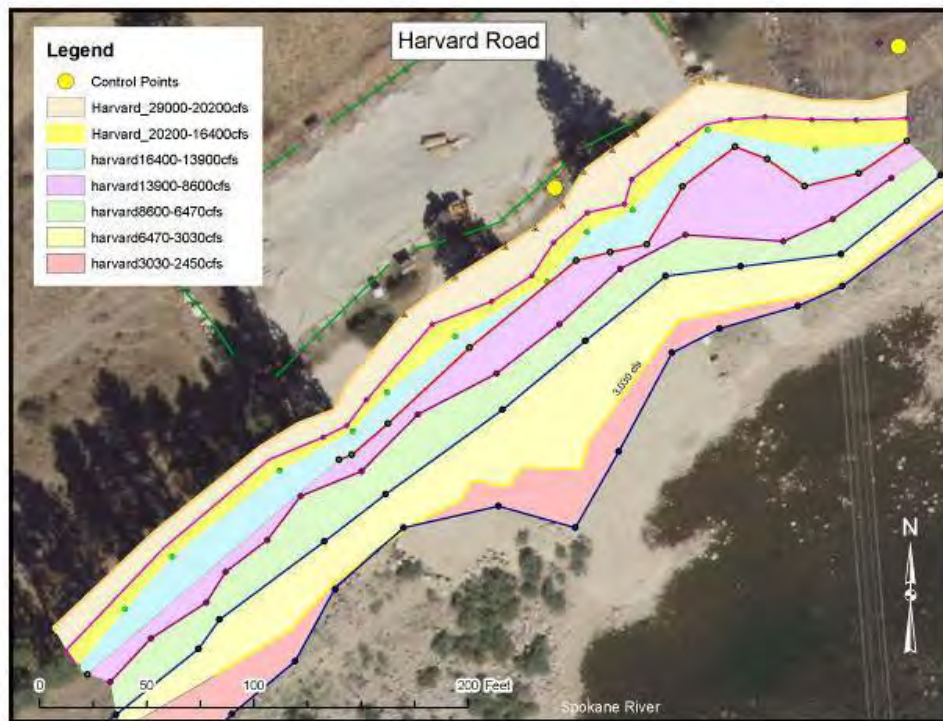 Harvard Road
Legend
Control Points
Harvard_29000-20200cfs
Harvard_20200-16400cfs
harvard16400-13900cfs
harvard13900-8600cfs
harvard8600-6470cfs
harvard6470-3030cfs
harvard3030-2450cfs
3,030 cfs
N
0 50 100 200 Feet
Spokane River